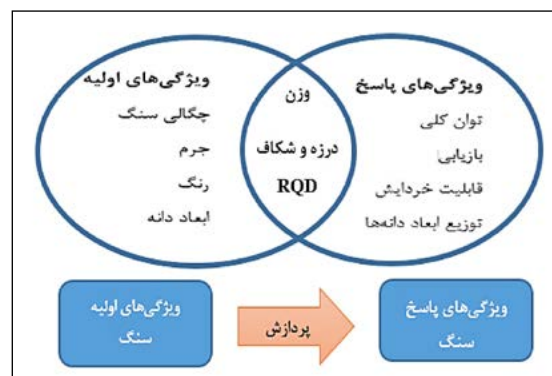 ویژگی‌های پاسخ
توان کلی
بازیابی
قابلیت خردایش
توزیع ابعاد دانه‌ها
وزن
درزه و شکاف
RQD
ویژگی‌های اولیه
چگالی سنگ
جرم
رنگ
ابعاد دانه
ویژگی‌های اولیه
سنگ
پردازش
ویژگی‌های پاسخ
سنگ